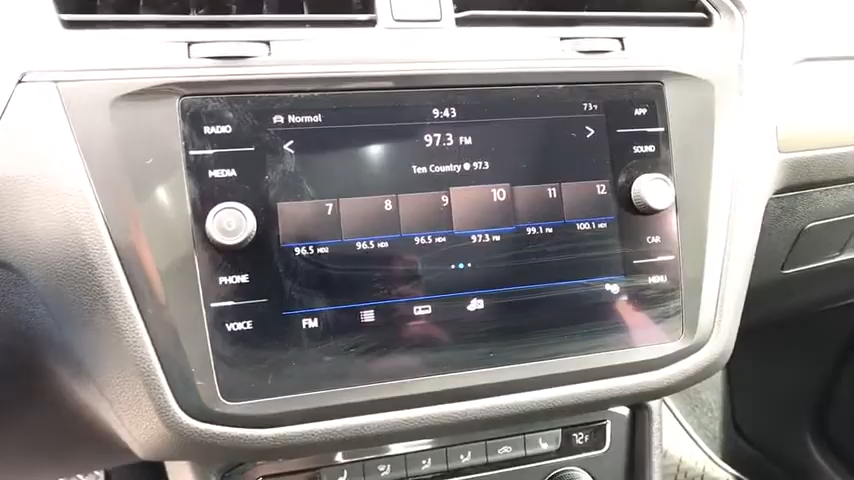 Normal 9:43 73°F
97.3 FM
Ten Country @ 97.3
7 8 9 10 11 12
96.5 HD2 96.5 HD3 96.5 HD4 97.3 FM 99.1 FM 100.1 HD1
FM
RADIO
MEDIA
PHONE
VOICE
APP
SOUND
CAR
MENU
72°F